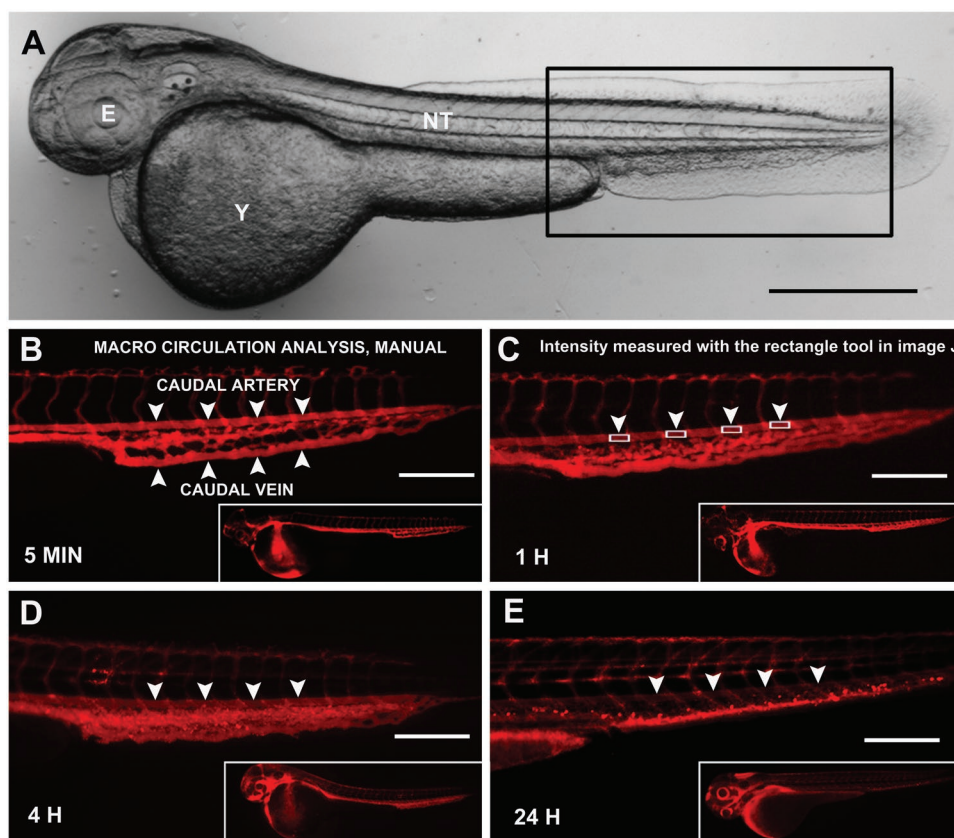 A
E
NT
Y
B
MACRO CIRCULATION ANALYSIS, MANUAL
CAUDAL ARTERY
CAUDAL VEIN
5 MIN
C
Intensity measured with the rectangle tool in image J
1 H
D
4 H
E
24 H